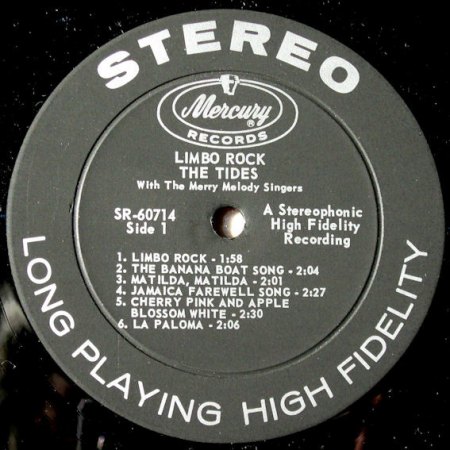 STEREO
Mercury
®
RECORDS
LIMBO ROCK
THE TIDES
With The Merry Melody Singers
SR-60714
Side 1
A Stereophonic
High Fidelity
Recording
1. LIMBO ROCK - 1:58
2. THE BANANA BOAT SONG - 2:04
3. MATILDA, MATILDA - 2:01
4. JAMAICA FAREWELL SONG - 2:27
5. CHERRY PINK AND APPLE
BLOSSOM WHITE - 2:30
6. LA PALOMA - 2:06
LONG PLAYING HIGH FIDELITY